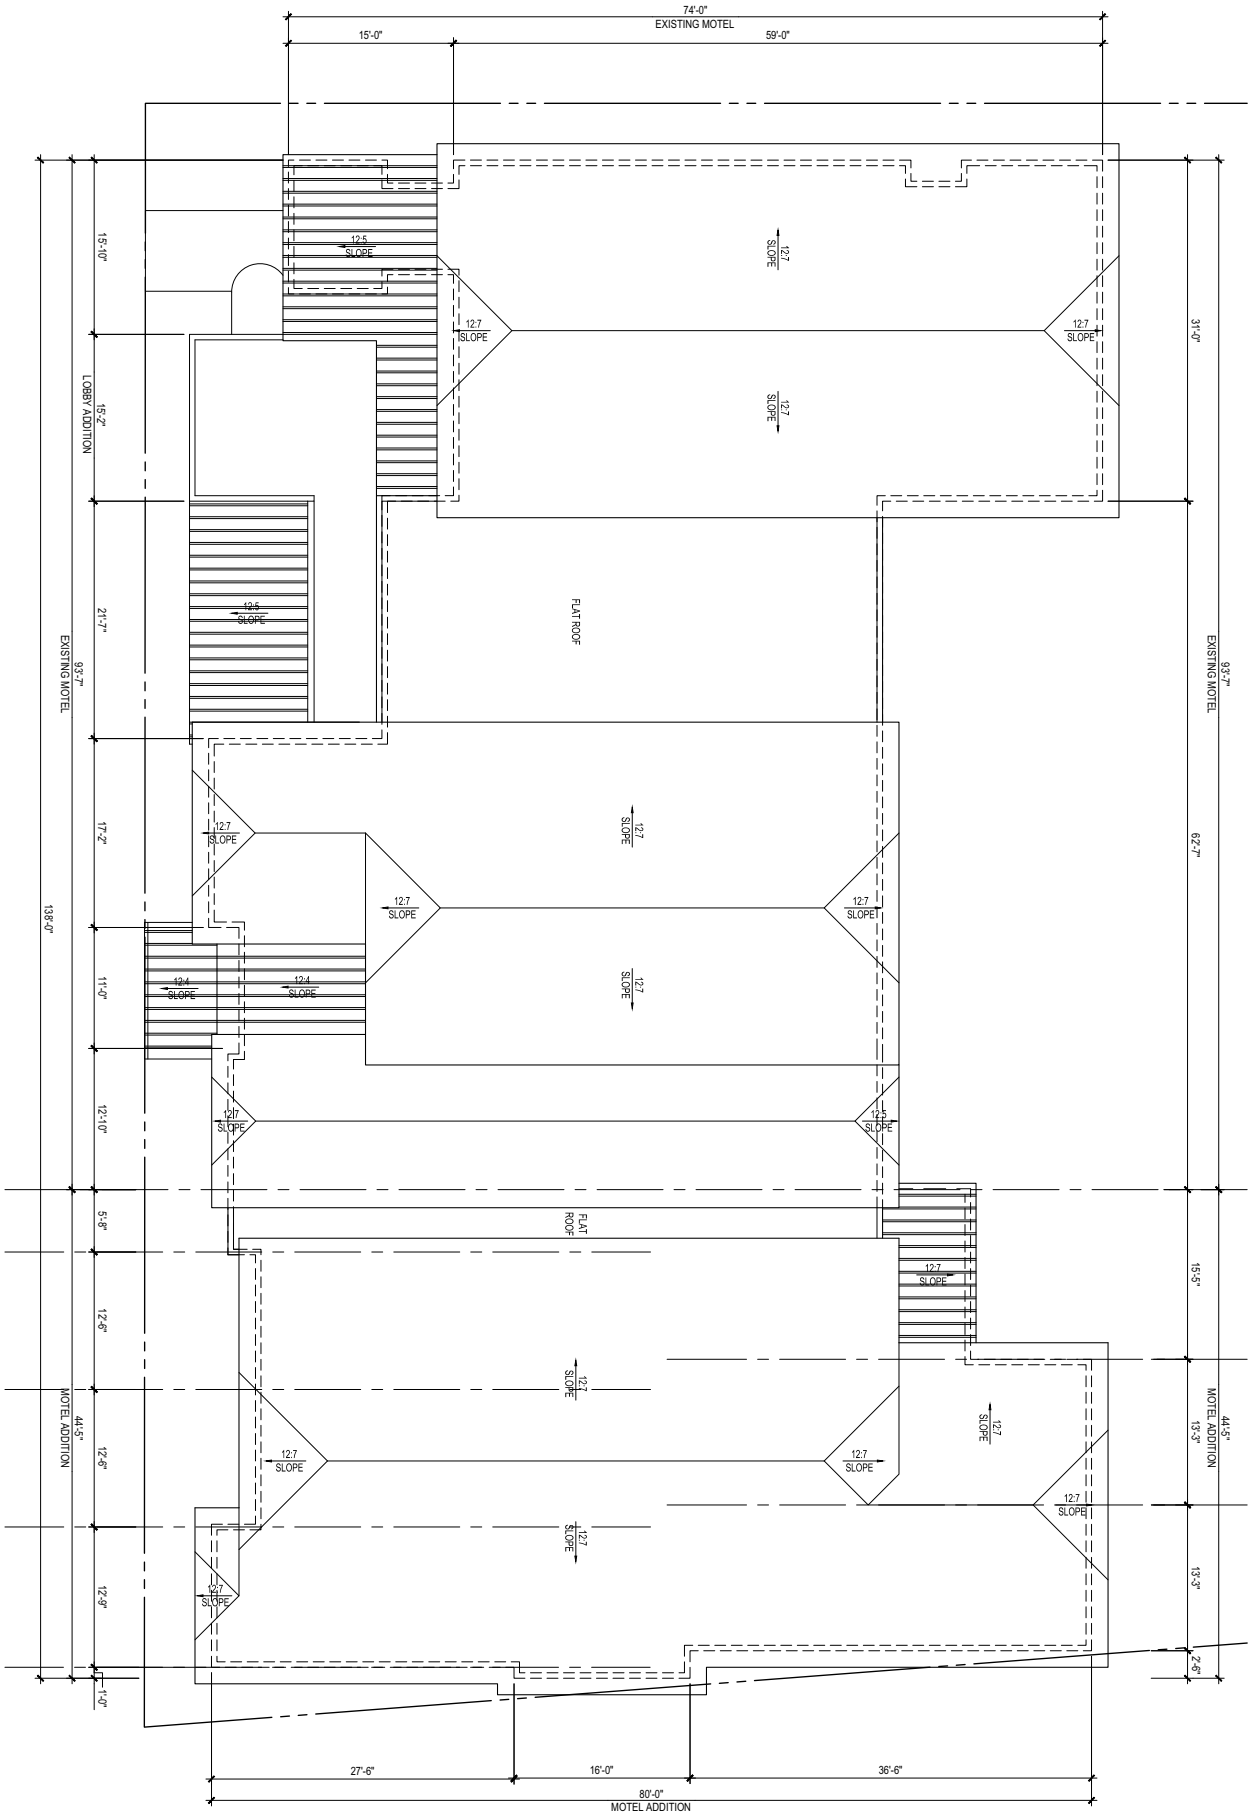 74'-0"
EXISTING MOTEL
15'-0"
59'-0"
12:5
SLOPE
12:7
SLOPE
15'-10"
12:7
SLOPE
12:7
SLOPE
31'-0"
12:7
SLOPE
15'-2"
LOBBY ADDITION
12:5
SLOPE
FLAT ROOF
21'-7"
93'-7"
EXISTING MOTEL
93'-7"
EXISTING MOTEL
12:7
SLOPE
12:7
SLOPE
17'-2"
62'-7"
12:7
SLOPE
12:7
SLOPE
138'-0"
12:4
SLOPE
12:4
SLOPE
12:7
SLOPE
11'-0"
12:7
SLOPE
12:5
SLOPE
12'-10"
5'-8"
FLAT
ROOF
12:7
SLOPE
15'-5"
12'-6"
12:7
SLOPE
12:7
SLOPE
44'-5"
MOTEL ADDITION
13'-3"
44'-5"
MOTEL ADDITION
12'-6"
12:7
SLOPE
12:7
SLOPE
12:7
SLOPE
12:7
SLOPE
12'-9"
12:7
SLOPE
13'-3"
2'-6"
1'-0"
27'-6"
16'-0"
36'-6"
80'-0"
MOTEL ADDITION